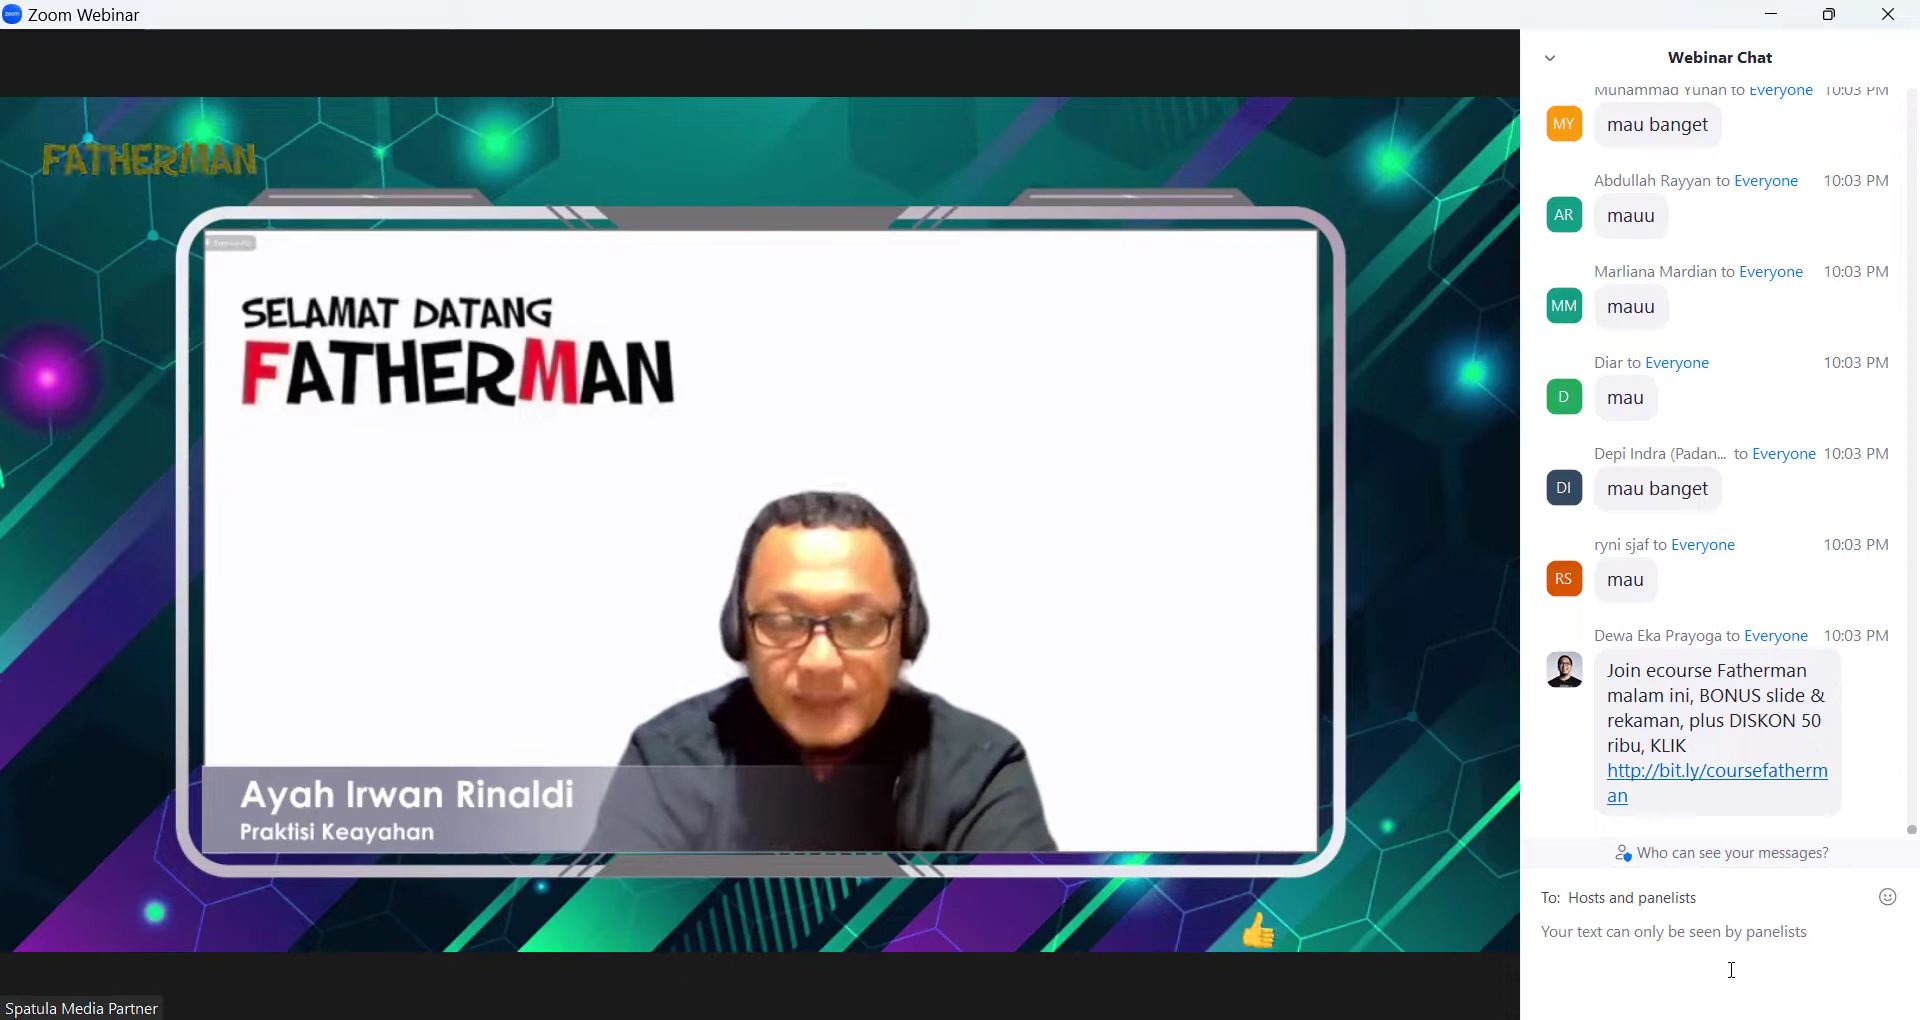 Zoom Webinar
FATHERMAN
SELAMAT DATANG
FATHERMAN
Ayah Irwan Rinaldi
Praktisi Keayahan
Spatula Media Partner
Webinar Chat
Muhammad Yunan to Everyone 10:03 PM
MY
mau banget
Abdullah Rayyan to Everyone 10:03 PM
AR
mauu
Marliana Mardian to Everyone 10:03 PM
MM
mauu
Diar to Everyone 10:03 PM
D
mau
Depi Indra (Padan... to Everyone 10:03 PM
DI
mau banget
ryni sjaf to Everyone 10:03 PM
RS
mau
Dewa Eka Prayoga to Everyone 10:03 PM
Join ecourse Fatherman
malam ini, BONUS slide &
rekaman, plus DISKON 50
ribu, KLIK
http://bit.ly/coursefatherm
an
Who can see your messages?
To: Hosts and panelists
Your text can only be seen by panelists